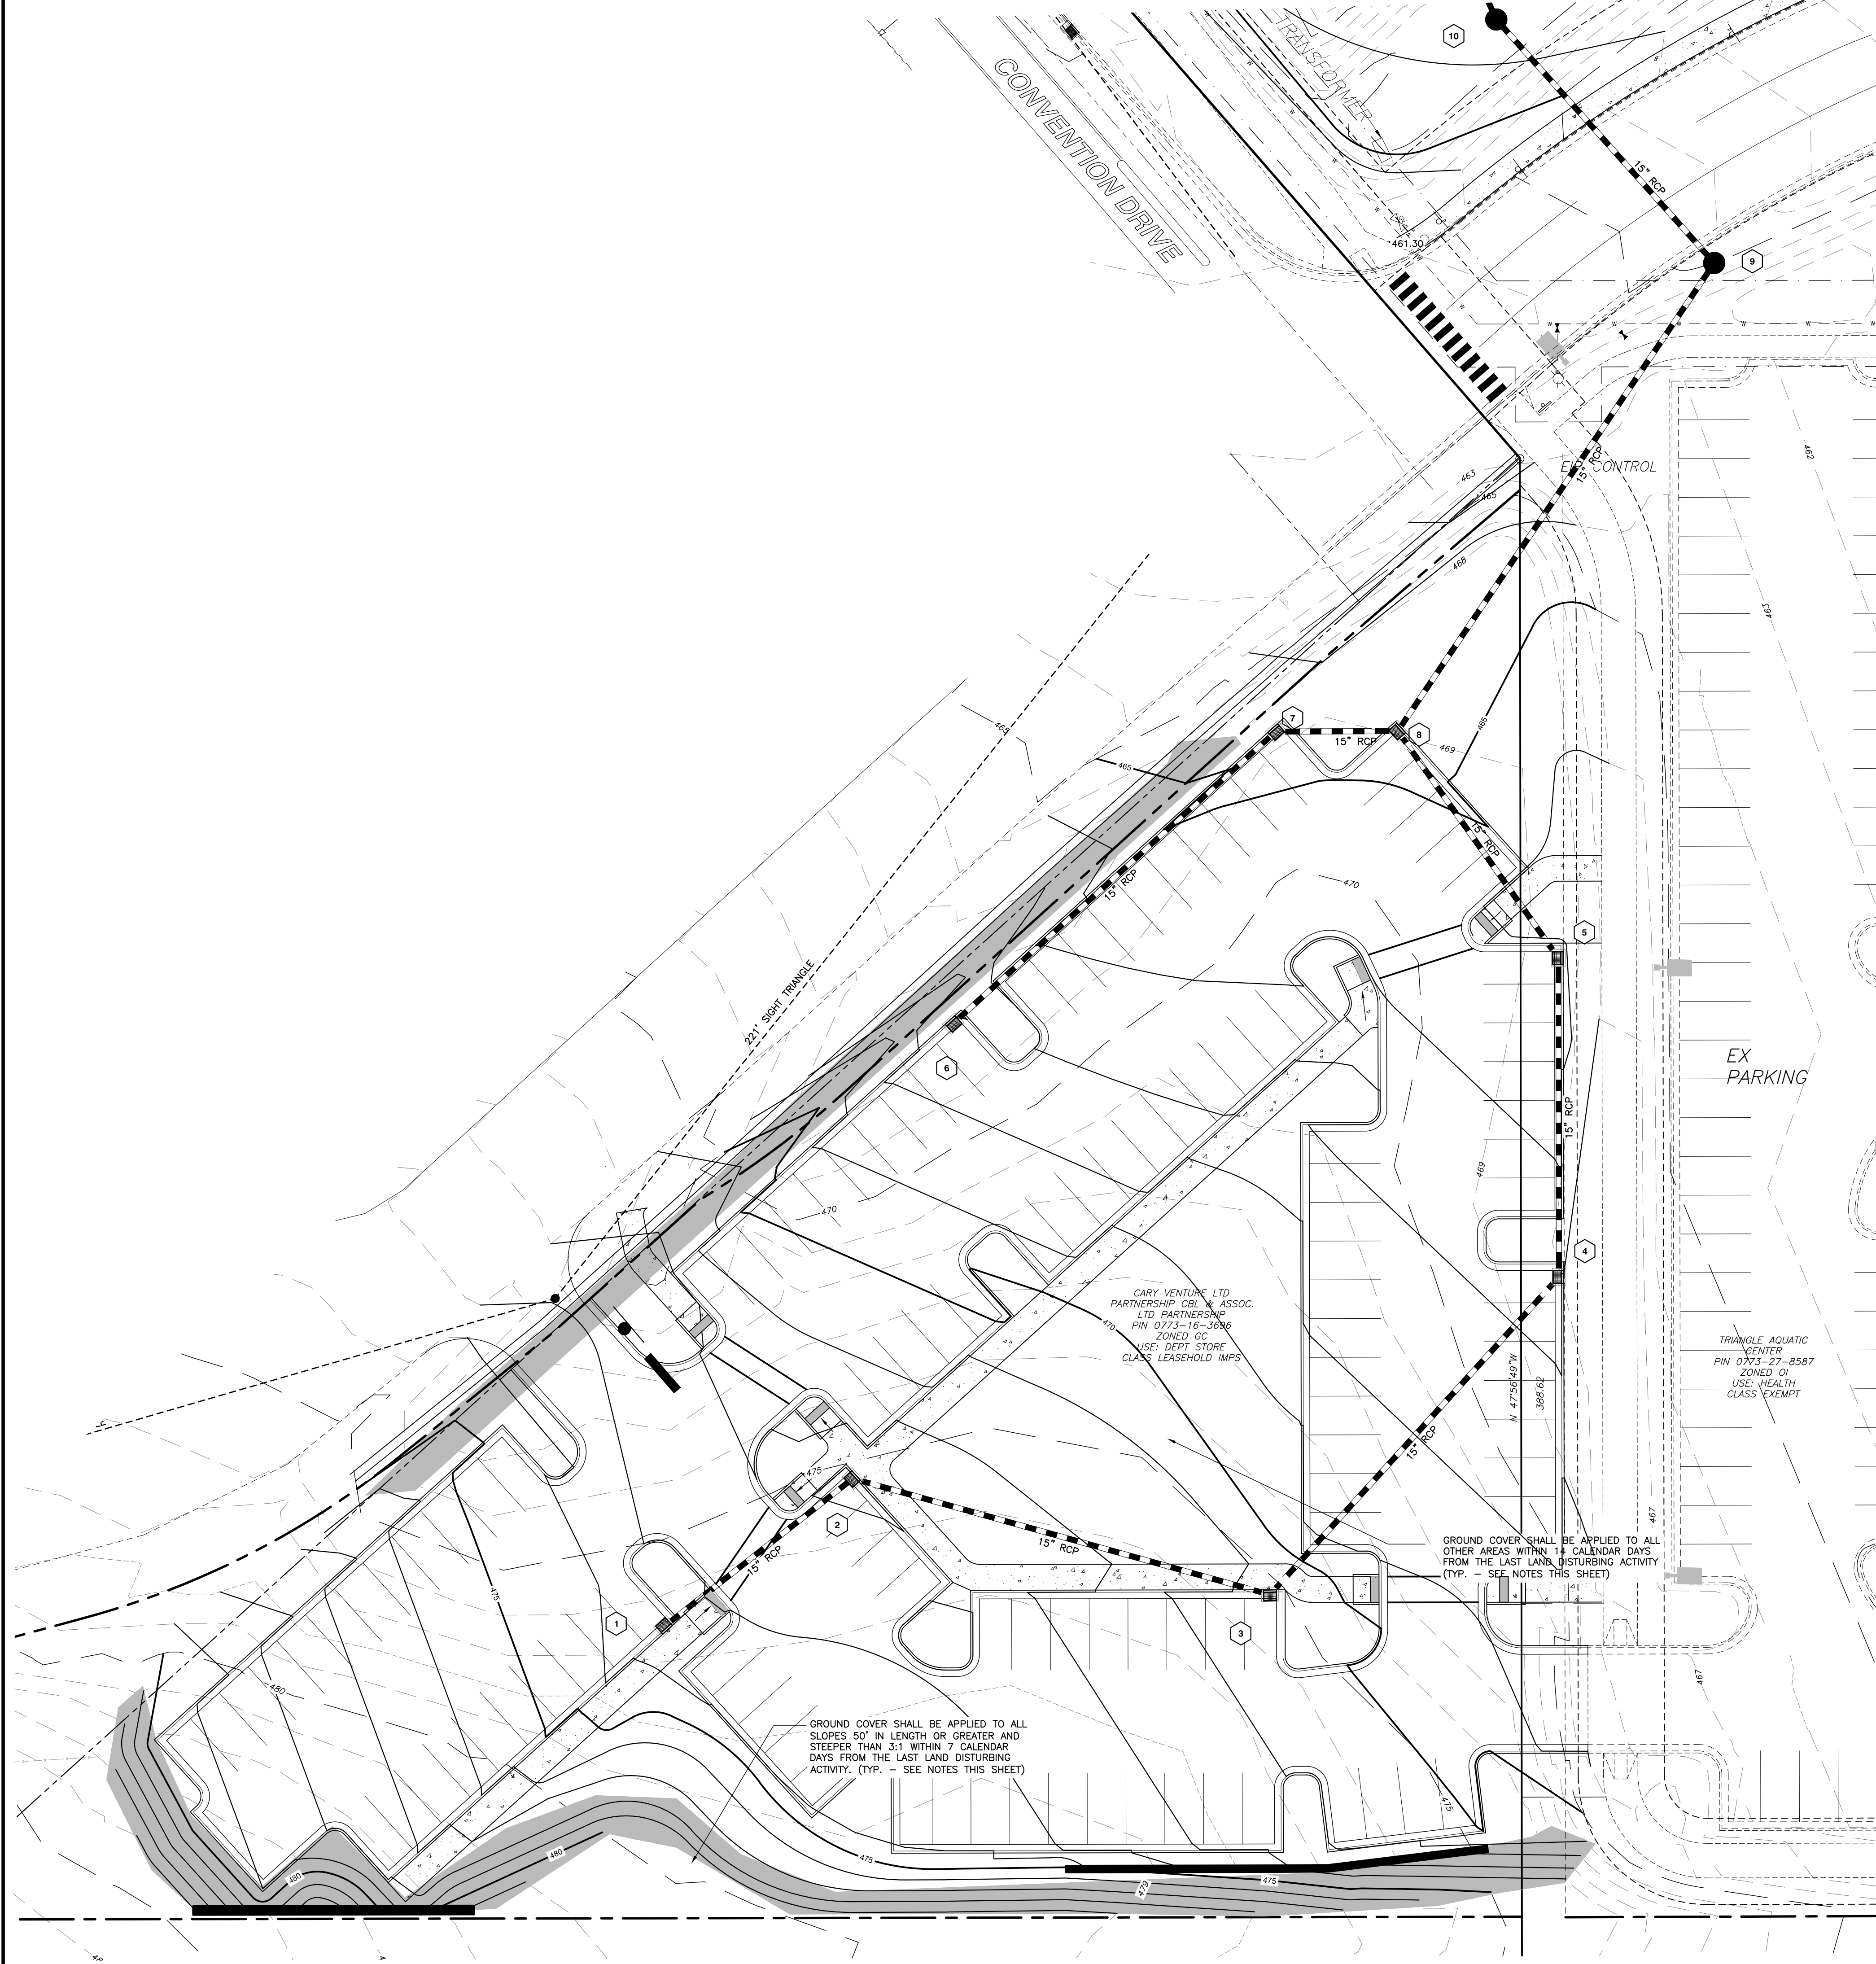 10
TRANSFORMER
CONVENTION DRIVE
15" RCP
461.30
9
W
W
W
W
W
W
EIP CONTROL
15" RCP
462
463
465
468
463
465
7
8
15" RCP
469
465
465
15" RCP
15" RCP
470
5
221' SIGHT TRIANGLE
6
EX
PARKING
15" RCP
469
470
4
CARY VENTURE LTD
PARTNERSHIP CBL & ASSOC.
LTD PARTNERSHIP
PIN 0773-16-3696
ZONED GC
USE: DEPT STORE
CLASS LEASEHOLD IMPS
470
TRIANGLE AQUATIC
CENTER
PIN 0773-27-8587
ZONED OI
USE: HEALTH
CLASS EXEMPT
N 47°56'49"W
388.62
15" RCP
475
2
15" RCP
15" RCP
467
GROUND COVER SHALL BE APPLIED TO ALL
OTHER AREAS WITHIN 14 CALENDAR DAYS
FROM THE LAST LAND DISTURBING ACTIVITY
(TYP. – SEE NOTES THIS SHEET)
475
1
3
467
480
GROUND COVER SHALL BE APPLIED TO ALL
SLOPES 50' IN LENGTH OR GREATER AND
STEEPER THAN 3:1 WITHIN 7 CALENDAR
DAYS FROM THE LAST LAND DISTURBING
ACTIVITY. (TYP. – SEE NOTES THIS SHEET)
475
480
480
475
479
475